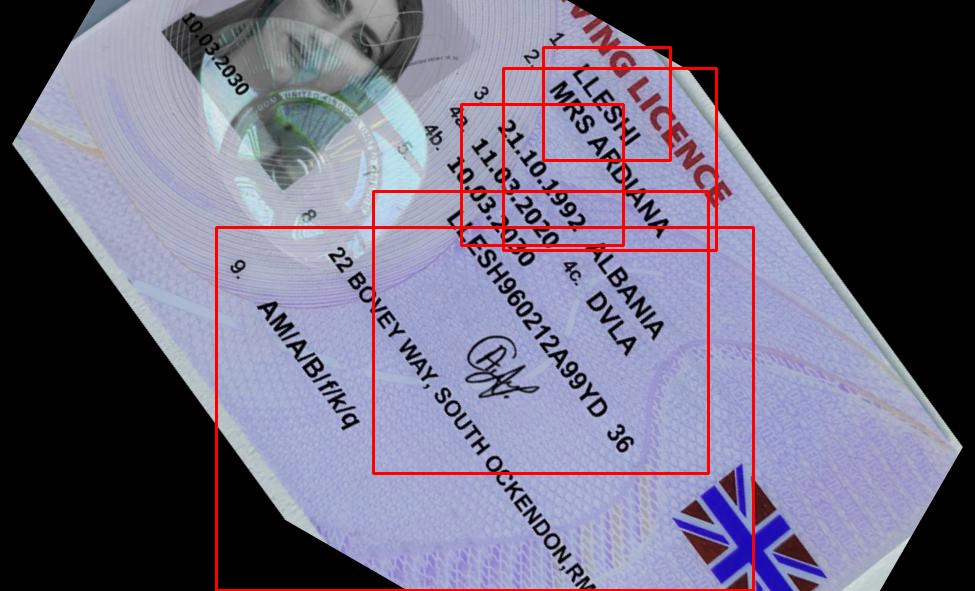 VING LICENCE
1. LLESHI
2. MRS ARDIANA
3. 21.10.1992 ALBANIA
4a. 11.03.2020 4c. DVLA
4b. 10.03.2030
5. LLESH960212A99YD 36
8. 22 BOVEY WAY, SOUTH OCKENDON,RM
9. AM/A/B/f/k/q
10.03.2030